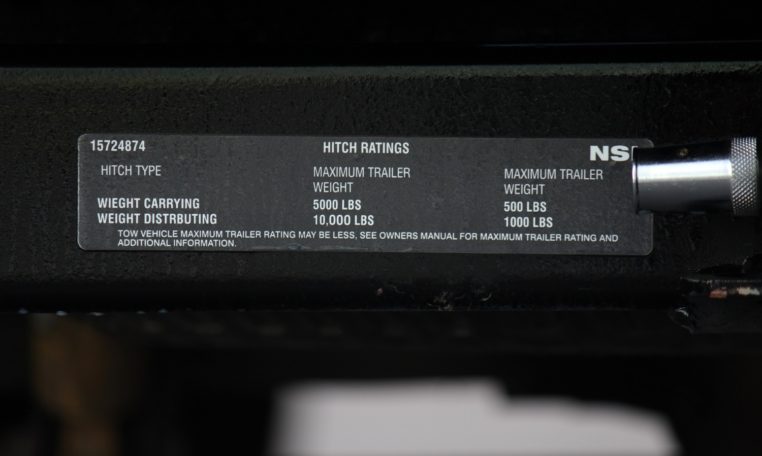 15724874 HITCH RATINGS NS
HITCH TYPE MAXIMUM TRAILER MAXIMUM TRAILER
WEIGHT WEIGHT
WIEGHT CARRYING 5000 LBS 500 LBS
WEIGHT DISTRBUTING 10,000 LBS 1000 LBS
TOW VEHICLE MAXIMUM TRAILER RATING MAY BE LESS, SEE OWNERS MANUAL FOR MAXIMUM TRAILER RATING AND
ADDITIONAL INFORMATION.